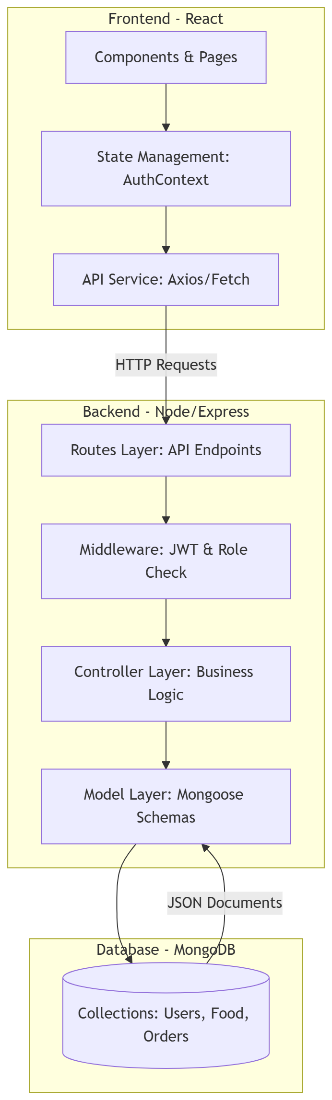 Frontend - React
Components & Pages
State Management:
AuthContext
API Service: Axios/Fetch
HTTP Requests
Backend - Node/Express
Routes Layer: API Endpoints
Middleware: JWT & Role
Check
Controller Layer: Business
Logic
Model Layer: Mongoose
Schemas
JSON Documents
Database - MongoDB
Collections: Users, Food,
Orders